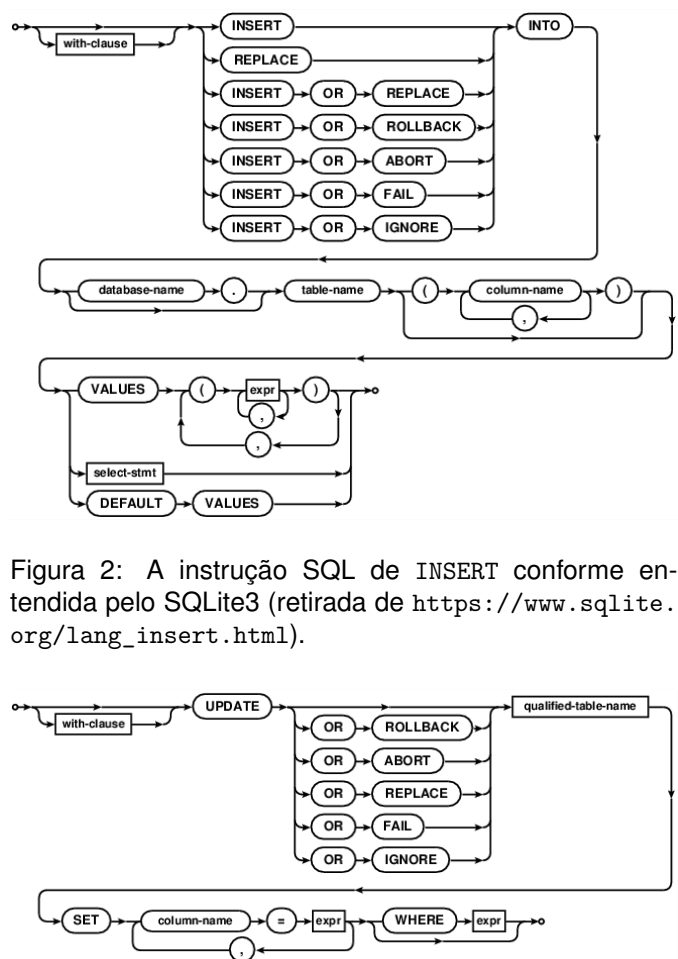 INSERT INTO
with-clause
REPLACE
INSERT OR REPLACE
INSERT OR ROLLBACK
INSERT OR ABORT
INSERT OR FAIL
INSERT OR IGNORE
database-name . table-name ( column-name )
,
VALUES ( expr )
,
,
select-stmt
DEFAULT VALUES
Figura 2: A instrução SQL de INSERT conforme en-
tendida pelo SQLite3 (retirada de https://www.sqlite.
org/lang_insert.html).
UPDATE qualified-table-name
with-clause
OR ROLLBACK
OR ABORT
OR REPLACE
OR FAIL
OR IGNORE
SET column-name = expr WHERE expr
,